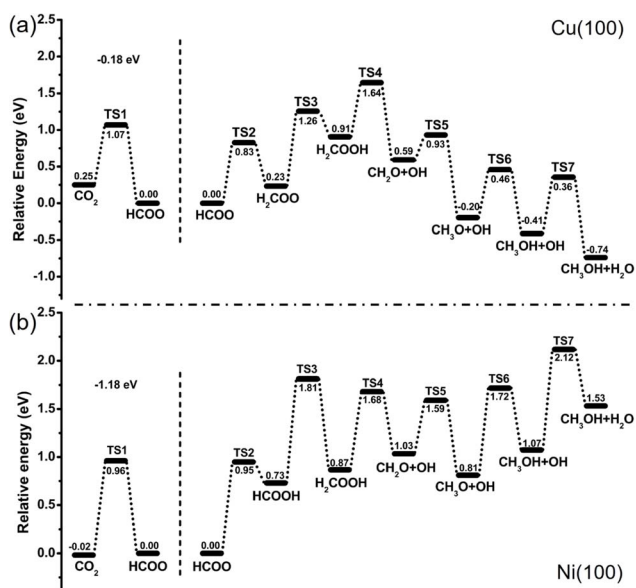 (a)
Cu(100)
Relative Energy (eV)
2.5
2.0
1.5
1.0
0.5
0.0
-0.5
-1.0
-0.18 eV
0.25
CO2
TS1
1.07
0.00
HCOO
0.00
HCOO
TS2
0.83
0.23
H2COO
TS3
1.26
0.91
H2COOH
TS4
1.64
0.59
CH2O+OH
TS5
0.93
-0.20
CH3O+OH
TS6
0.46
-0.41
CH3OH+OH
TS7
0.36
-0.74
CH3OH+H2O
(b)
Ni(100)
Relative energy (eV)
2.5
2.0
1.5
1.0
0.5
0.0
-1.18 eV
-0.02
CO2
TS1
0.96
0.00
HCOO
0.00
HCOO
TS2
0.95
0.73
HCOOH
TS3
1.81
0.87
H2COOH
TS4
1.68
1.03
CH2O+OH
TS5
1.59
0.81
CH3O+OH
TS6
1.72
1.07
CH3OH+OH
TS7
2.12
1.53
CH3OH+H2O